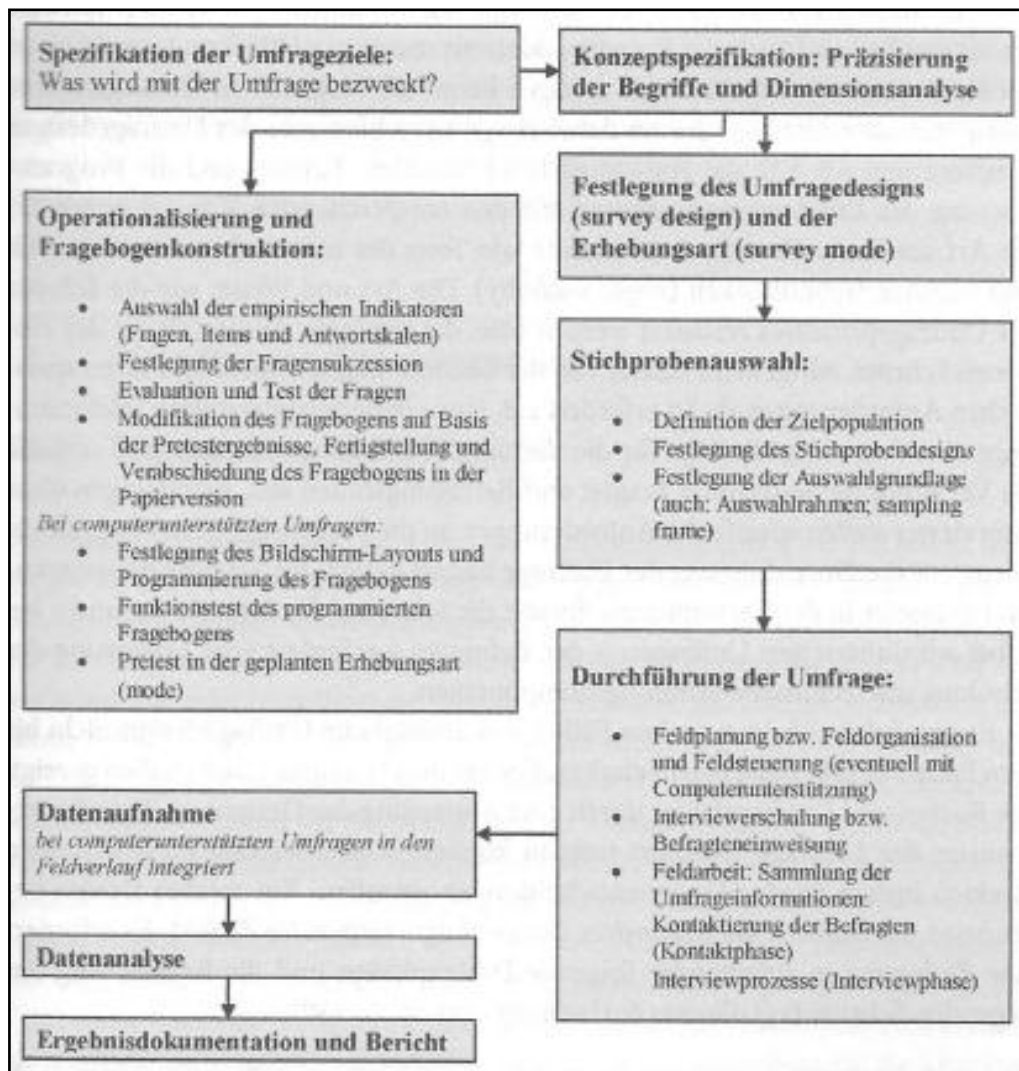 Spezifikation der Umfrageziele:
Was wird mit der Umfrage bezweckt?
Konzeptspezifikation: Präzisierung
der Begriffe und Dimensionsanalyse
Festlegung des Umfragedesigns
(survey design) und der
Erhebungsart (survey mode)
Operationalisierung und
Fragebogenkonstruktion:
• Auswahl der empirischen Indikatoren
(Fragen, Items und Antwortskalen)
• Festlegung der Fragensukzession
• Evaluation und Test der Fragen
• Modifikation des Fragebogens auf Basis
der Pretestergebnisse, Fertigstellung und
Verabschiedung des Fragebogens in der
Papierversion
Bei computerunterstützten Umfragen:
• Festlegung des Bildschirm-Layouts und
Programmierung des Fragebogens
• Funktionstest des programmierten
Fragebogens
• Pretest in der geplanten Erhebungsart
(mode)
Stichprobenauswahl:
• Definition der Zielpopulation
• Festlegung des Stichprobendesigns
• Festlegung der Auswahlgrundlage
(auch: Auswahlrahmen; sampling
frame)
Durchführung der Umfrage:
• Feldplanung bzw. Feldorganisation
und Feldsteuerung (eventuell mit
Computerunterstützung)
• Interviewerschulung bzw.
Befragteneinweisung
• Feldarbeit: Sammlung der
Umfrageinformationen:
Kontaktierung der Befragten
(Kontaktphase)
• Interviewprozesse (Interviewphase)
Datenaufnahme
bei computerunterstützten Umfragen in den
Feldverlauf integriert
Datenanalyse
Ergebnisdokumentation und Bericht